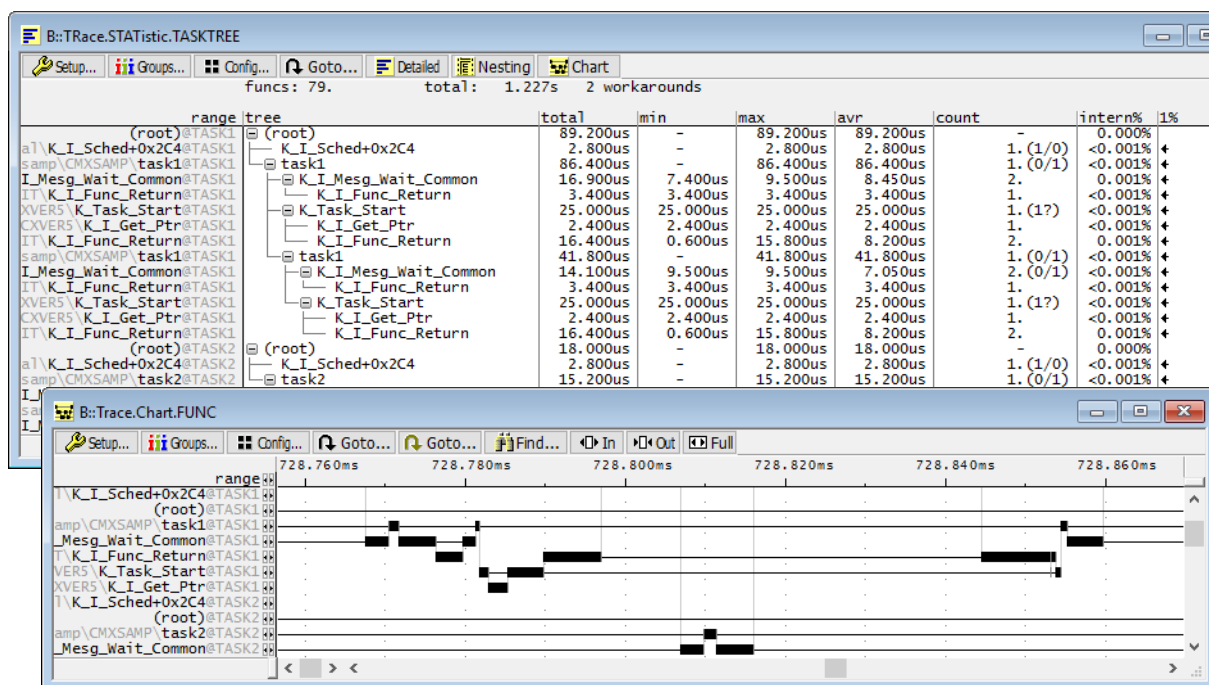 B::TRace.STATistic.TASKTREE
Setup... Groups... Config... Goto... Detailed Nesting Chart
funcs: 79. total: 1.227s 2 workarounds
range tree total min max avr count intern% 1%
(root)@TASK1 (root) 89.200us - 89.200us 89.200us - 0.000%
al\K_I_Sched+0x2C4@TASK1 K_I_Sched+0x2C4 2.800us - 2.800us 2.800us 1.(1/0) <0.001%
samp\CMXSAMP\task1@TASK1 task1 86.400us - 86.400us 86.400us 1.(0/1) <0.001%
I_Mesg_Wait_Common@TASK1 K_I_Mesg_Wait_Common 16.900us 7.400us 9.500us 8.450us 2. 0.001%
IT\K_I_Func_Return@TASK1 K_I_Func_Return 3.400us 3.400us 3.400us 3.400us 1. <0.001%
XVER5\K_Task_Start@TASK1 K_Task_Start 25.000us 25.000us 25.000us 25.000us 1.(1?) <0.001%
CXVER5\K_I_Get_Ptr@TASK1 K_I_Get_Ptr 2.400us 2.400us 2.400us 2.400us 1. <0.001%
IT\K_I_Func_Return@TASK1 K_I_Func_Return 16.400us 0.600us 15.800us 8.200us 2. 0.001%
samp\CMXSAMP\task1@TASK1 task1 41.800us - 41.800us 41.800us 1.(0/1) <0.001%
I_Mesg_Wait_Common@TASK1 K_I_Mesg_Wait_Common 14.100us 9.500us 9.500us 7.050us 2.(0/1) <0.001%
IT\K_I_Func_Return@TASK1 K_I_Func_Return 3.400us 3.400us 3.400us 3.400us 1. <0.001%
XVER5\K_Task_Start@TASK1 K_Task_Start 25.000us 25.000us 25.000us 25.000us 1.(1?) <0.001%
CXVER5\K_I_Get_Ptr@TASK1 K_I_Get_Ptr 2.400us 2.400us 2.400us 2.400us 1. <0.001%
IT\K_I_Func_Return@TASK1 K_I_Func_Return 16.400us 0.600us 15.800us 8.200us 2. 0.001%
(root)@TASK2 (root) 18.000us - 18.000us 18.000us - 0.000%
al\K_I_Sched+0x2C4@TASK2 K_I_Sched+0x2C4 2.800us - 2.800us 2.800us 1.(1/0) <0.001%
samp\CMXSAMP\task2@TASK2 task2 15.200us - 15.200us 15.200us 1.(0/1) <0.001%
B::Trace.Chart.FUNC
Setup... Groups... Config... Goto... Goto... Find... In Out Full
728.760ms 728.780ms 728.800ms 728.820ms 728.840ms 728.860ms
range
l\K_I_Sched+0x2C4@TASK1
(root)@TASK1
amp\CMXSAMP\task1@TASK1
_Mesg_Wait_Common@TASK1
T\K_I_Func_Return@TASK1
VER5\K_Task_Start@TASK1
XVER5\K_I_Get_Ptr@TASK1
l\K_I_Sched+0x2C4@TASK2
(root)@TASK2
amp\CMXSAMP\task2@TASK2
_Mesg_Wait_Common@TASK2